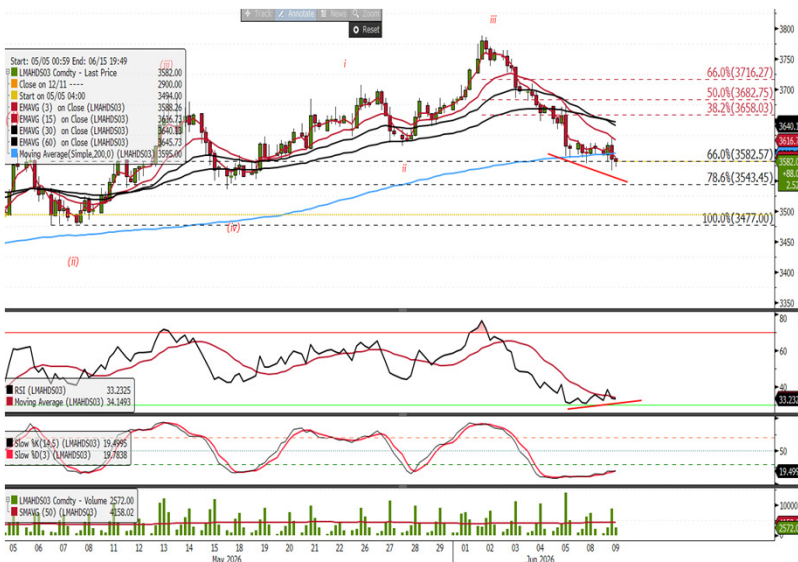 Track Annotate News Zoom
Reset
Start: 05/05 00:59 End: 06/15 19:49
LMAHDS03 Comdty - Last Price 3582.00
Close on 12/11 ---- 2900.00
Start on 05/05 04:00 3494.00
EMAVG (3) on Close (LMAHDS03) 3588.26
EMAVG (15) on Close (LMAHDS03) 3616.73
EMAVG (30) on Close (LMAHDS03) 3640.13
EMAVG (60) on Close (LMAHDS03) 3645.73
Moving Average(Simple,200,0) (LMAHDS03) 3595.00
(iii)
i
iii
ii
(iv)
(ii)
66.0%(3716.27)
50.0%(3682.75)
38.2%(3658.03)
66.0%(3582.57)
78.6%(3543.45)
100.0%(3477.00)
3800
3750
3700
3640.1
3616.7
3582.0
+88.0
2.52
3500
3450
3400
3350
RSI (LMAHDS03) 33.2325
Moving Average (LMAHDS03) 34.1493
80
60
40
33.232
Slow %K(14,5) (LMAHDS03) 19.4995
Slow %D(3) (LMAHDS03) 19.7838
100
50
19.499
LMAHDS03 Comdty - Volume 2572.00
SMAVG (50) (LMAHDS03) 4158.02
10000
2572.0
05 06 07 08 11 12 13 14 15 18 19 20 21 22 26 27 28 29 01 02 03 04 05 08 09
May 2026 Jun 2026